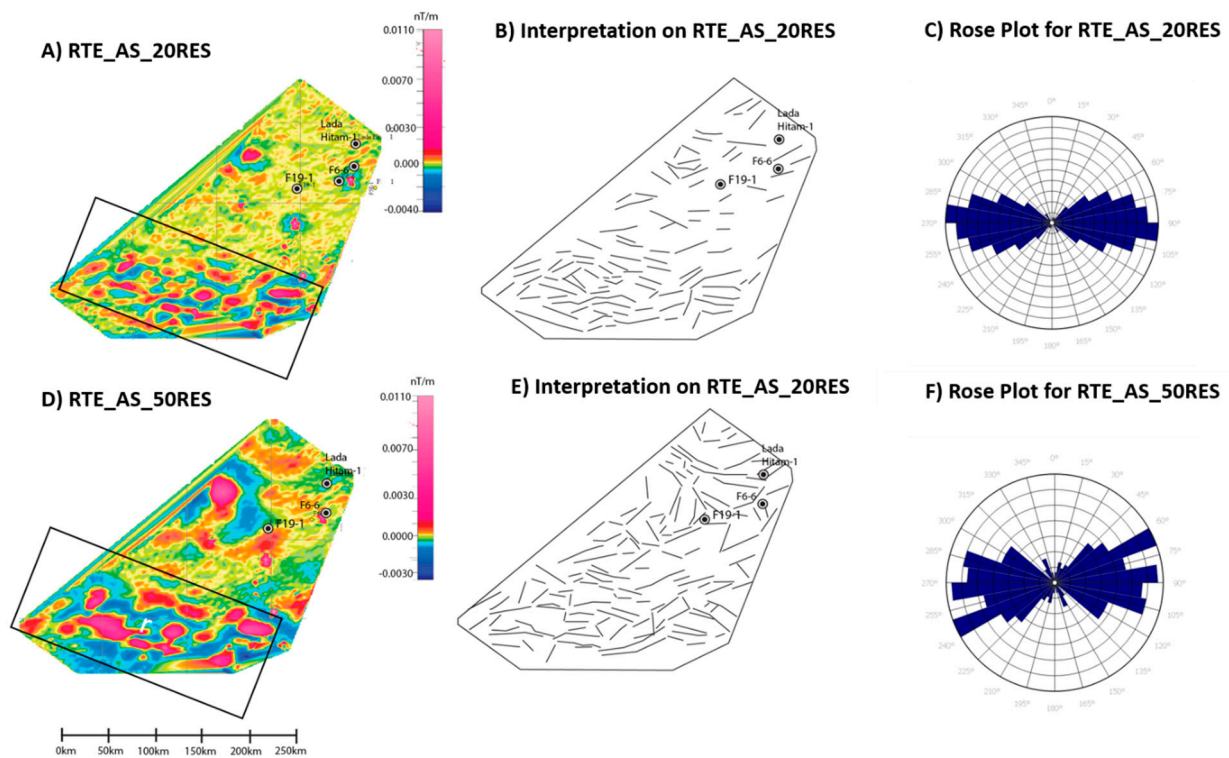 A) RTE_AS_20RES
nT/m
0.0110
0.0070
0.0030
0.000
-0.0040
Lada
Hitam-1
F6-6
F19-1
B) Interpretation on RTE_AS_20RES
Lada
Hitam-1
F6-6
F19-1
C) Rose Plot for RTE_AS_20RES
0°
15°
30°
45°
60°
75°
90°
105°
120°
135°
150°
165°
180°
195°
210°
240°
270°
285°
300°
330°
345°
D) RTE_AS_50RES
nT/m
0.0110
0.0070
0.0030
0.0000
-0.0030
Lada
Hitam-1
F6-6
F19-1
r
0km
50km
100km
150km
200km
250km
E) Interpretation on RTE_AS_20RES
Lada
Hitam-1
F6-6
F19-1
F) Rose Plot for RTE_AS_50RES
0°
15°
30°
45°
60°
75°
90°
105°
120°
135°
150°
165°
180°
195°
210°
240°
270°
285°
300°
330°
345°